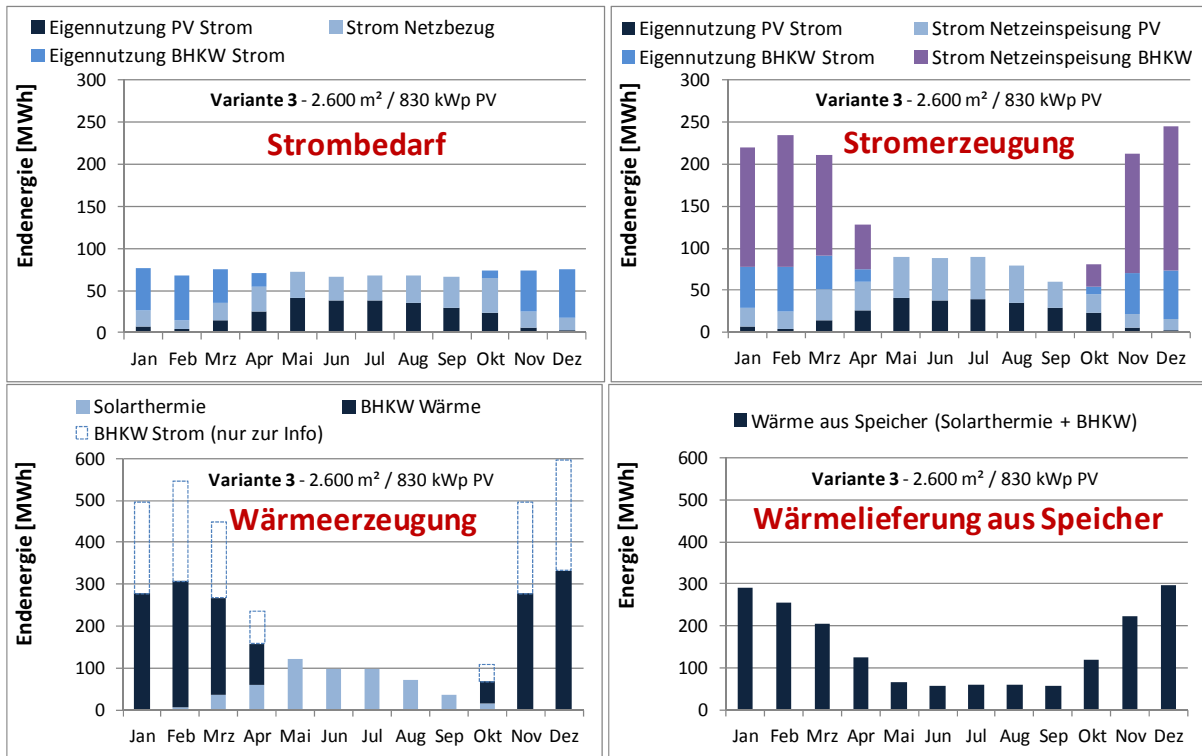 Eigennutzung PV Strom Strom Netzbezug
Eigennutzung BHKW Strom
Endenergie [MWh]
300
250
200
150
100
50
0
Variante 3 - 2.600 m² / 830 kWp PV
Strombedarf
Jan Feb Mrz Apr Mai Jun Jul Aug Sep Okt Nov Dez
Eigennutzung PV Strom Strom Netzeinspeisung PV
Eigennutzung BHKW Strom Strom Netzeinspeisung BHKW
Endenergie [MWh]
300
250
200
150
100
50
0
Variante 3 - 2.600 m² / 830 kWp PV
Stromerzeugung
Jan Feb Mrz Apr Mai Jun Jul Aug Sep Okt Nov Dez
Solarthermie BHKW Wärme
BHKW Strom (nur zur Info)
Endenergie [MWh]
600
500
400
300
200
100
0
Variante 3 - 2.600 m² / 830 kWp PV
Wärmeerzeugung
Jan Feb Mrz Apr Mai Jun Jul Aug Sep Okt Nov Dez
Wärme aus Speicher (Solarthermie + BHKW)
Energie [MWh]
600
500
400
300
200
100
0
Variante 3 - 2.600 m² / 830 kWp PV
Wärmelieferung aus Speicher
Jan Feb Mrz Apr Mai Jun Jul Aug Sep Okt Nov Dez